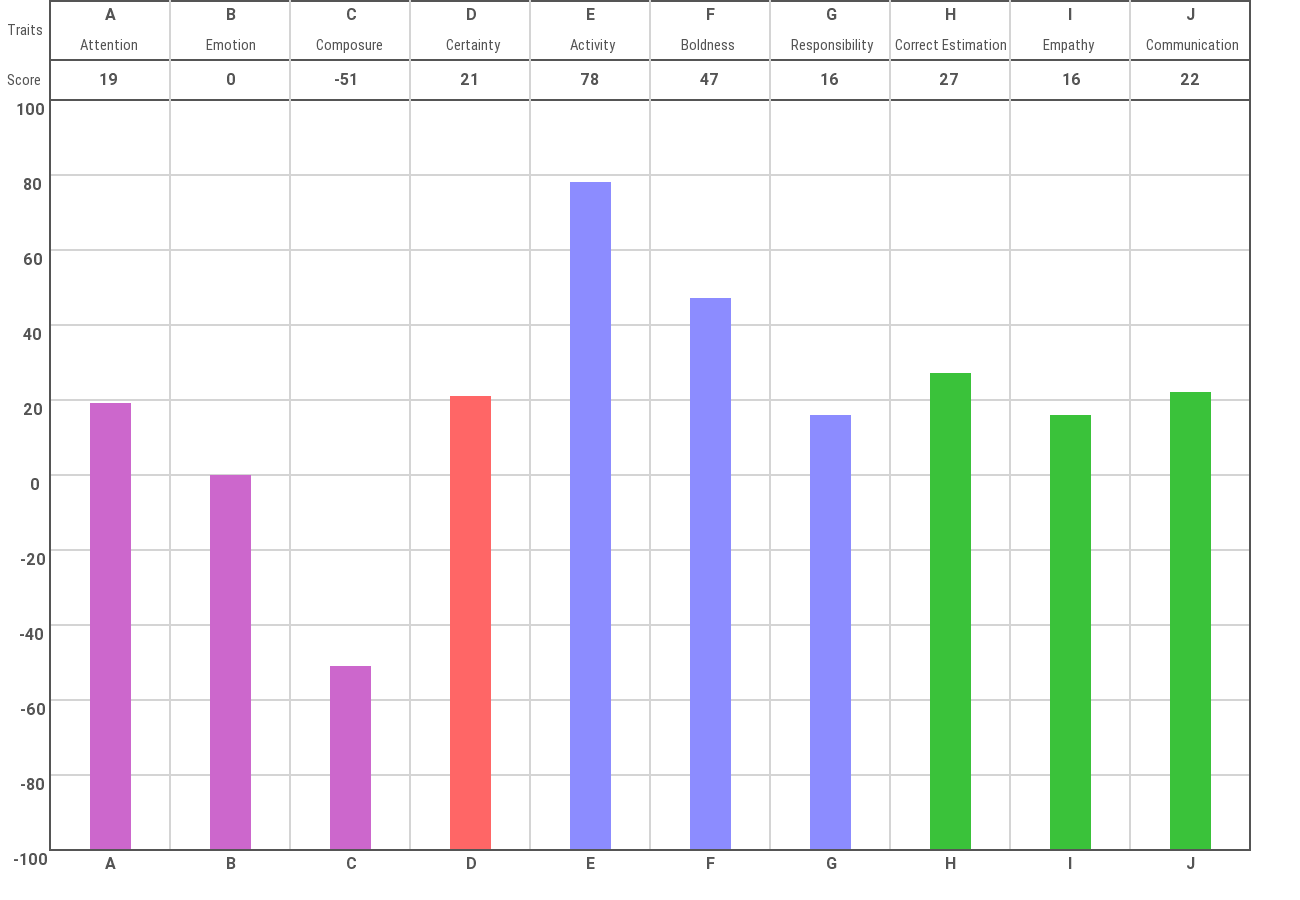 Traits A B C D E F G H I J
Attention Emotion Composure Certainty Activity Boldness Responsibility Correct Estimation Empathy Communication
Score 19 0 -51 21 78 47 16 27 16 22
100
80
60
40
20
0
-20
-40
-60
-80
-100
A B C D E F G H I J